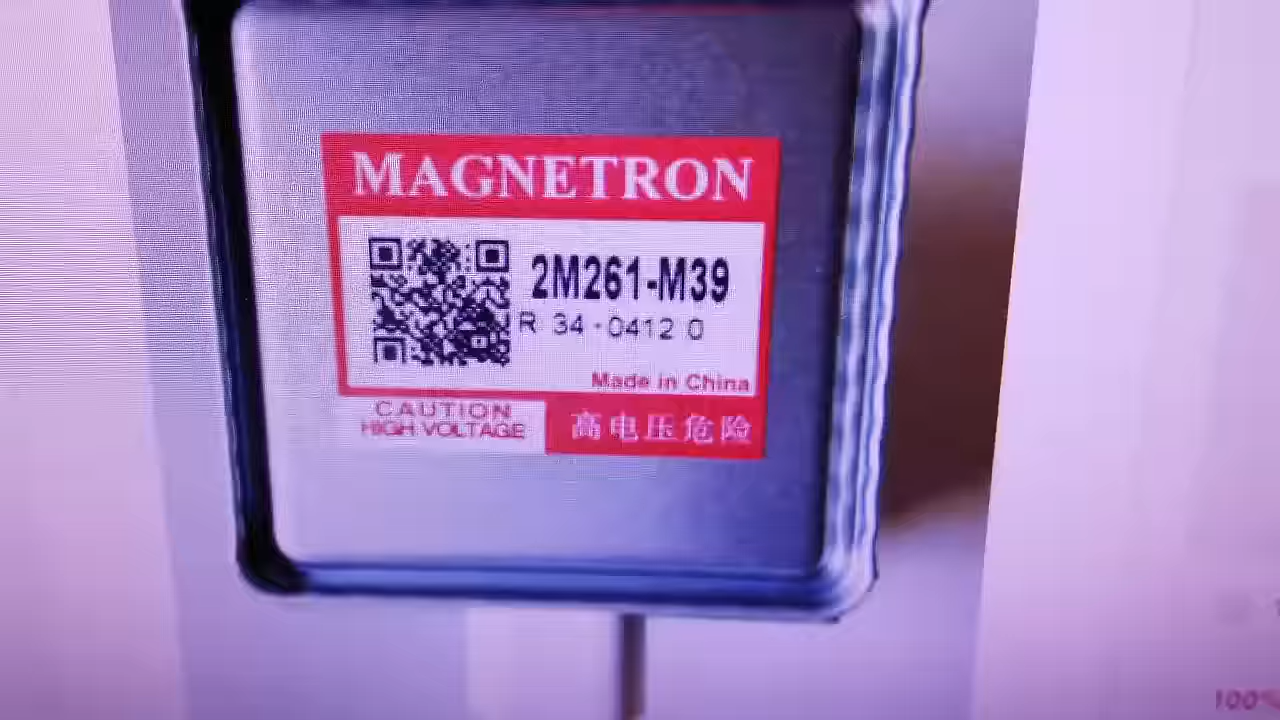 MAGNETRON
2M261-M39
R 34-0412 0
Made in China
CAUTION
HIGH VOLTAGE
高电压危险
100%